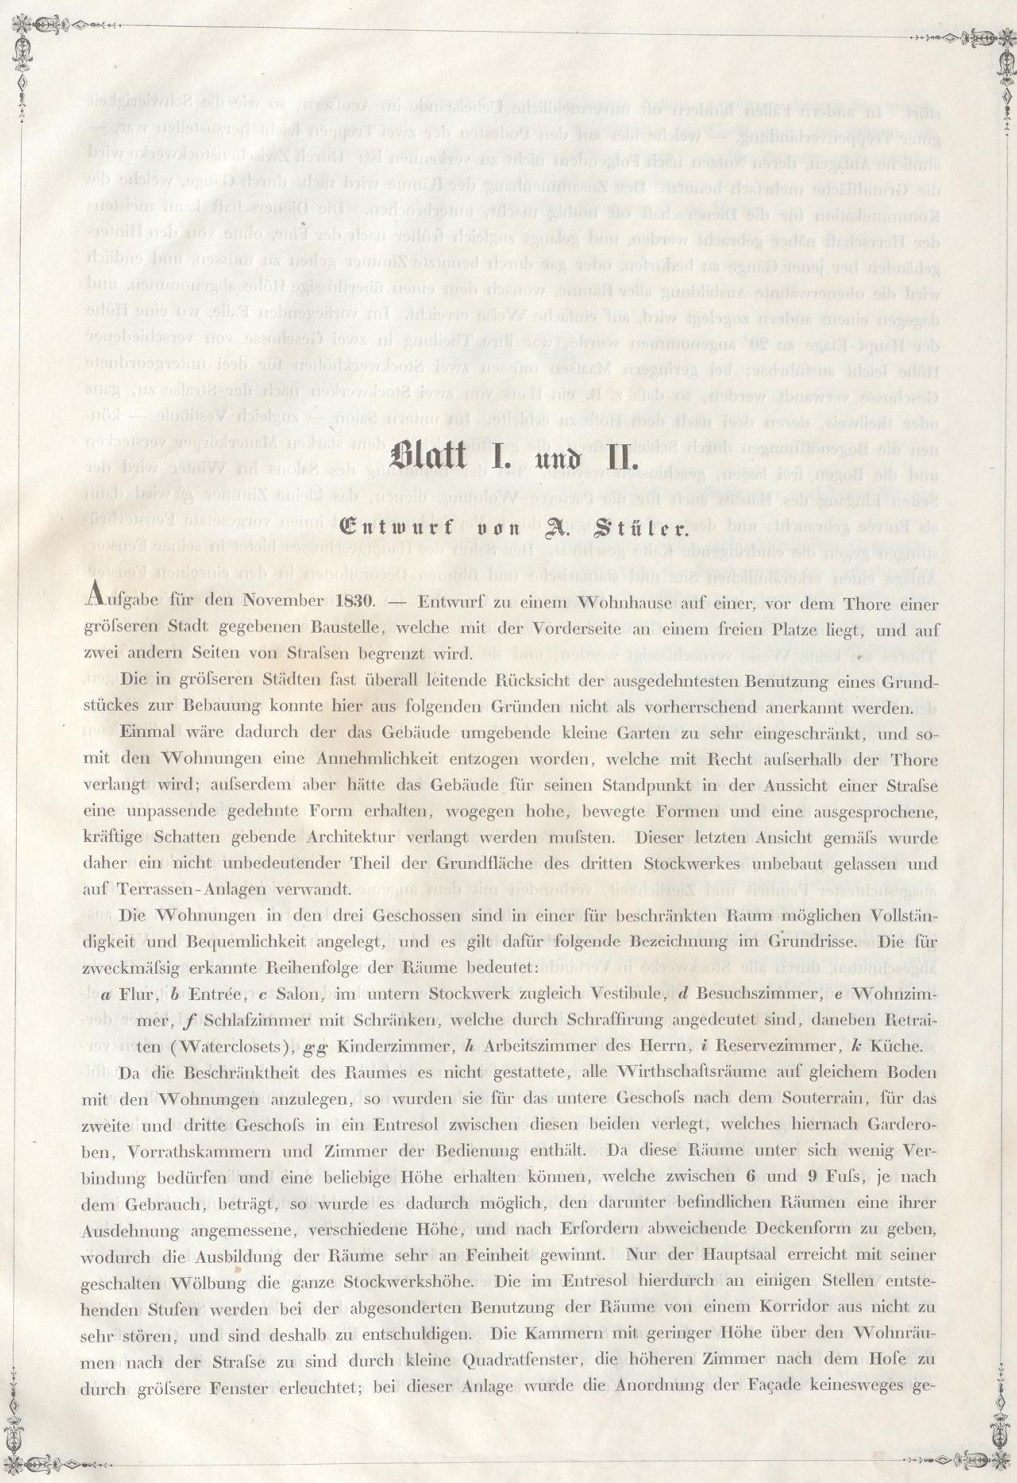 Blatt I. und II.
Entwurf von A. Stüler.
Aufgabe für den November 1830. — Entwurf zu einem Wohnhause auf einer, vor dem Thore einer
gröſseren Stadt gegebenen Baustelle, welche mit der Vorderseite an einem freien Platze liegt, und auf
zwei andern Seiten von Straſsen begrenzt wird.
Die in gröſseren Städten fast überall leitende Rücksicht der ausgedehntesten Benutzung eines Grund-
stückes zur Bebauung konnte hier aus folgenden Gründen nicht als vorherrschend anerkannt werden.
Einmal wäre dadurch der das Gebäude umgebende kleine Garten zu sehr eingeschränkt, und so-
mit den Wohnungen eine Annehmlichkeit entzogen worden, welche mit Recht auſserhalb der Thore
verlangt wird; auſserdem aber hätte das Gebäude für seinen Standpunkt in der Aussicht einer Straſse
eine unpassende gedehnte Form erhalten, wogegen hohe, bewegte Formen und eine ausgesprochene,
kräftige Schatten gebende Architektur verlangt werden muſsten. Dieser letzten Ansicht gemäſs wurde
daher ein nicht unbedeutender Theil der Grundfläche des dritten Stockwerkes unbebaut gelassen und
auf Terrassen-Anlagen verwandt.
Die Wohnungen in den drei Geschossen sind in einer für beschränkten Raum möglichen Vollstän-
digkeit und Bequemlichkeit angelegt, und es gilt dafür folgende Bezeichnung im Grundrisse. Die für
zweckmäſsig erkannte Reihenfolge der Räume bedeutet:
a Flur, b Entrée, c Salon, im untern Stockwerk zugleich Vestibule, d Besuchszimmer, e Wohnzim-
mer, f Schlafzimmer mit Schränken, welche durch Schraffirung angedeutet sind, daneben Retrai-
ten (Waterclosets), gg Kinderzimmer, h Arbeitszimmer des Herrn, i Reservezimmer, k Küche.
Da die Beschränktheit des Raumes es nicht gestattete, alle Wirthschaftsräume auf gleichem Boden
mit den Wohnungen anzulegen, so wurden sie für das untere Geschoſs nach dem Souterrain, für das
zweite und dritte Geschoſs in ein Entresol zwischen diesen beiden verlegt, welches hiernach Gardero-
ben, Vorrathskammern und Zimmer der Bedienung enthält. Da diese Räume unter sich wenig Ver-
bindung bedürfen und eine beliebige Höhe erhalten können, welche zwischen 6 und 9 Fuſs, je nach
dem Gebrauch, beträgt, so wurde es dadurch möglich, den darunter befindlichen Räumen eine ihrer
Ausdehnung angemessene, verschiedene Höhe, und nach Erfordern abweichende Deckenform zu geben,
wodurch die Ausbildung der Räume sehr an Feinheit gewinnt. Nur der Hauptsaal erreicht mit seiner
geschalten Wölbung die ganze Stockwerkshöhe. Die im Entresol hierdurch an einigen Stellen entste-
henden Stufen werden bei der abgesonderten Benutzung der Räume von einem Korridor aus nicht zu
sehr stören, und sind deshalb zu entschuldigen. Die Kammern mit geringer Höhe über den Wohnräu-
men nach der Straſse zu sind durch kleine Quadratfenster, die höheren Zimmer nach dem Hofe zu
durch gröſsere Fenster erleuchtet; bei dieser Anlage wurde die Anordnung der Façade keinesweges ge-